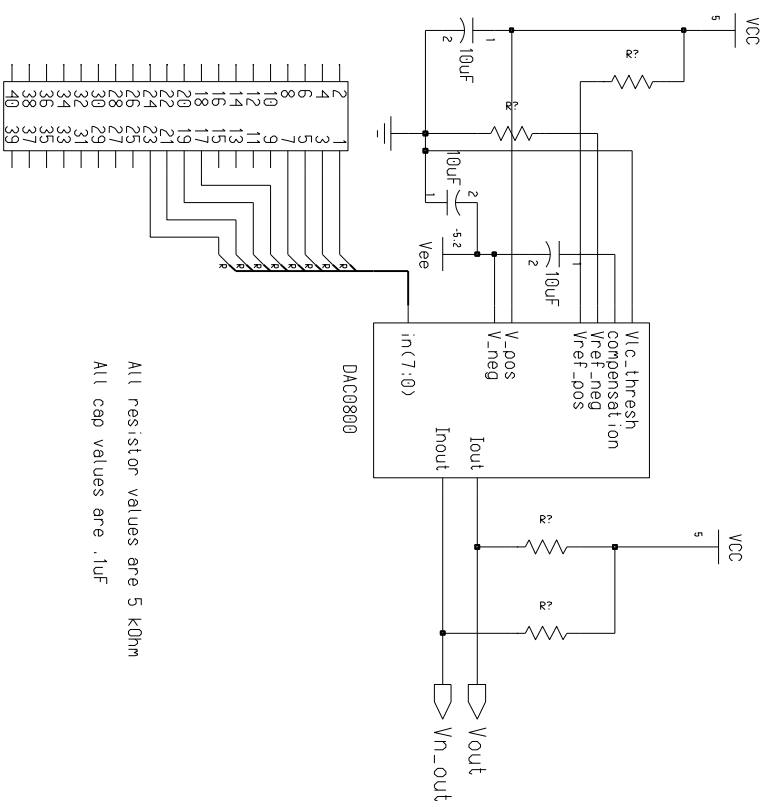 VCC
5
R?
1
2
10uF
R?
10uF
1
2
-5.2
Vee
2
1
10uF
2 4 6 8 10 12 14 16 18 20 22 24 26 28 30 32 34 36 38 40
1 3 5 7 9 11 13 15 17 19 21 23 25 27 29 31 33 35 37 39
R R R R R R R R
Vlc_thresh
compensation
Vref_neg
Vref_pos
V_pos
V_neg
in(7:0)
Iout
Inout
DAC0800
VCC
5
R?
R?
Vout
Vn_out
All resistor values are 5 kOhm
All cap values are .1uF